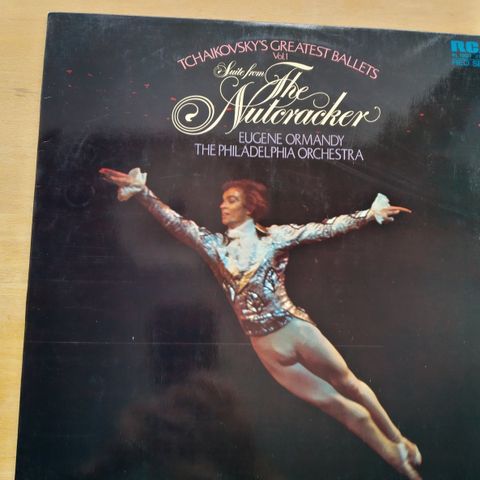 TCHAIKOVSKY'S GREATEST BALLETS
Vol.1
Suite from
The
Nutcracker
EUGENE ORMANDY
THE PHILADELPHIA ORCHESTRA
RCA